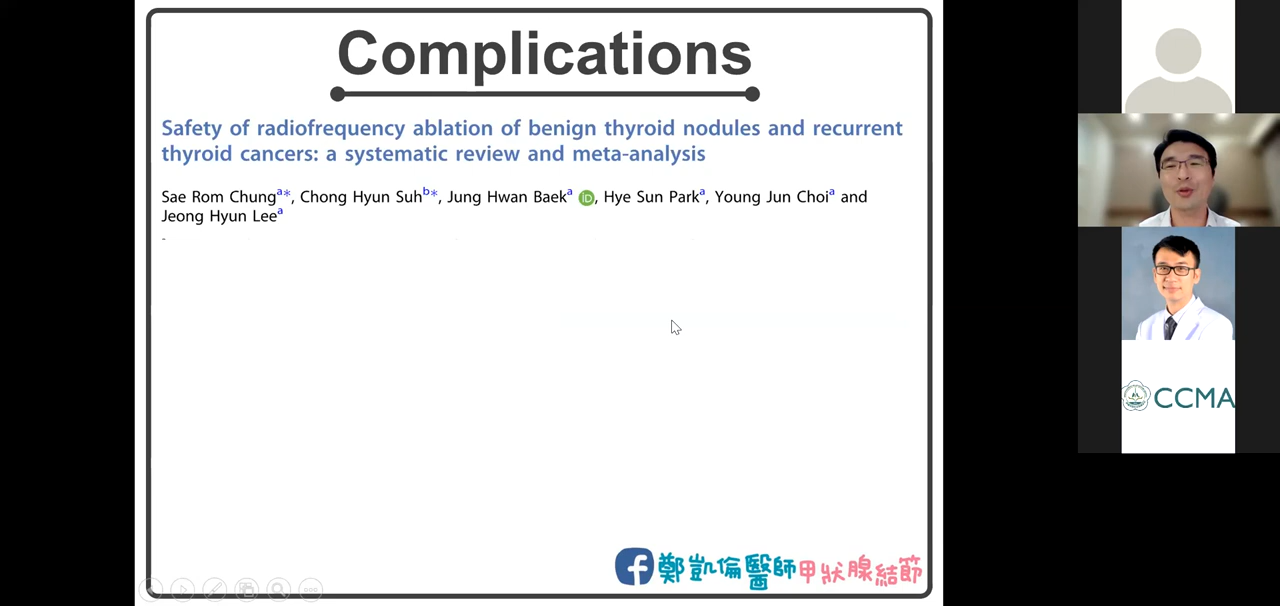 Complications
Safety of radiofrequency ablation of benign thyroid nodules and recurrent
thyroid cancers: a systematic review and meta-analysis
Sae Rom Chungᵃ*, Chong Hyun Suhᵇ*, Jung Hwan Baekᵃ iD, Hye Sun Parkᵃ, Young Jun Choiᵃ and
Jeong Hyun Leeᵃ
f 鄭凱倫醫師甲狀腺結節
CCMA